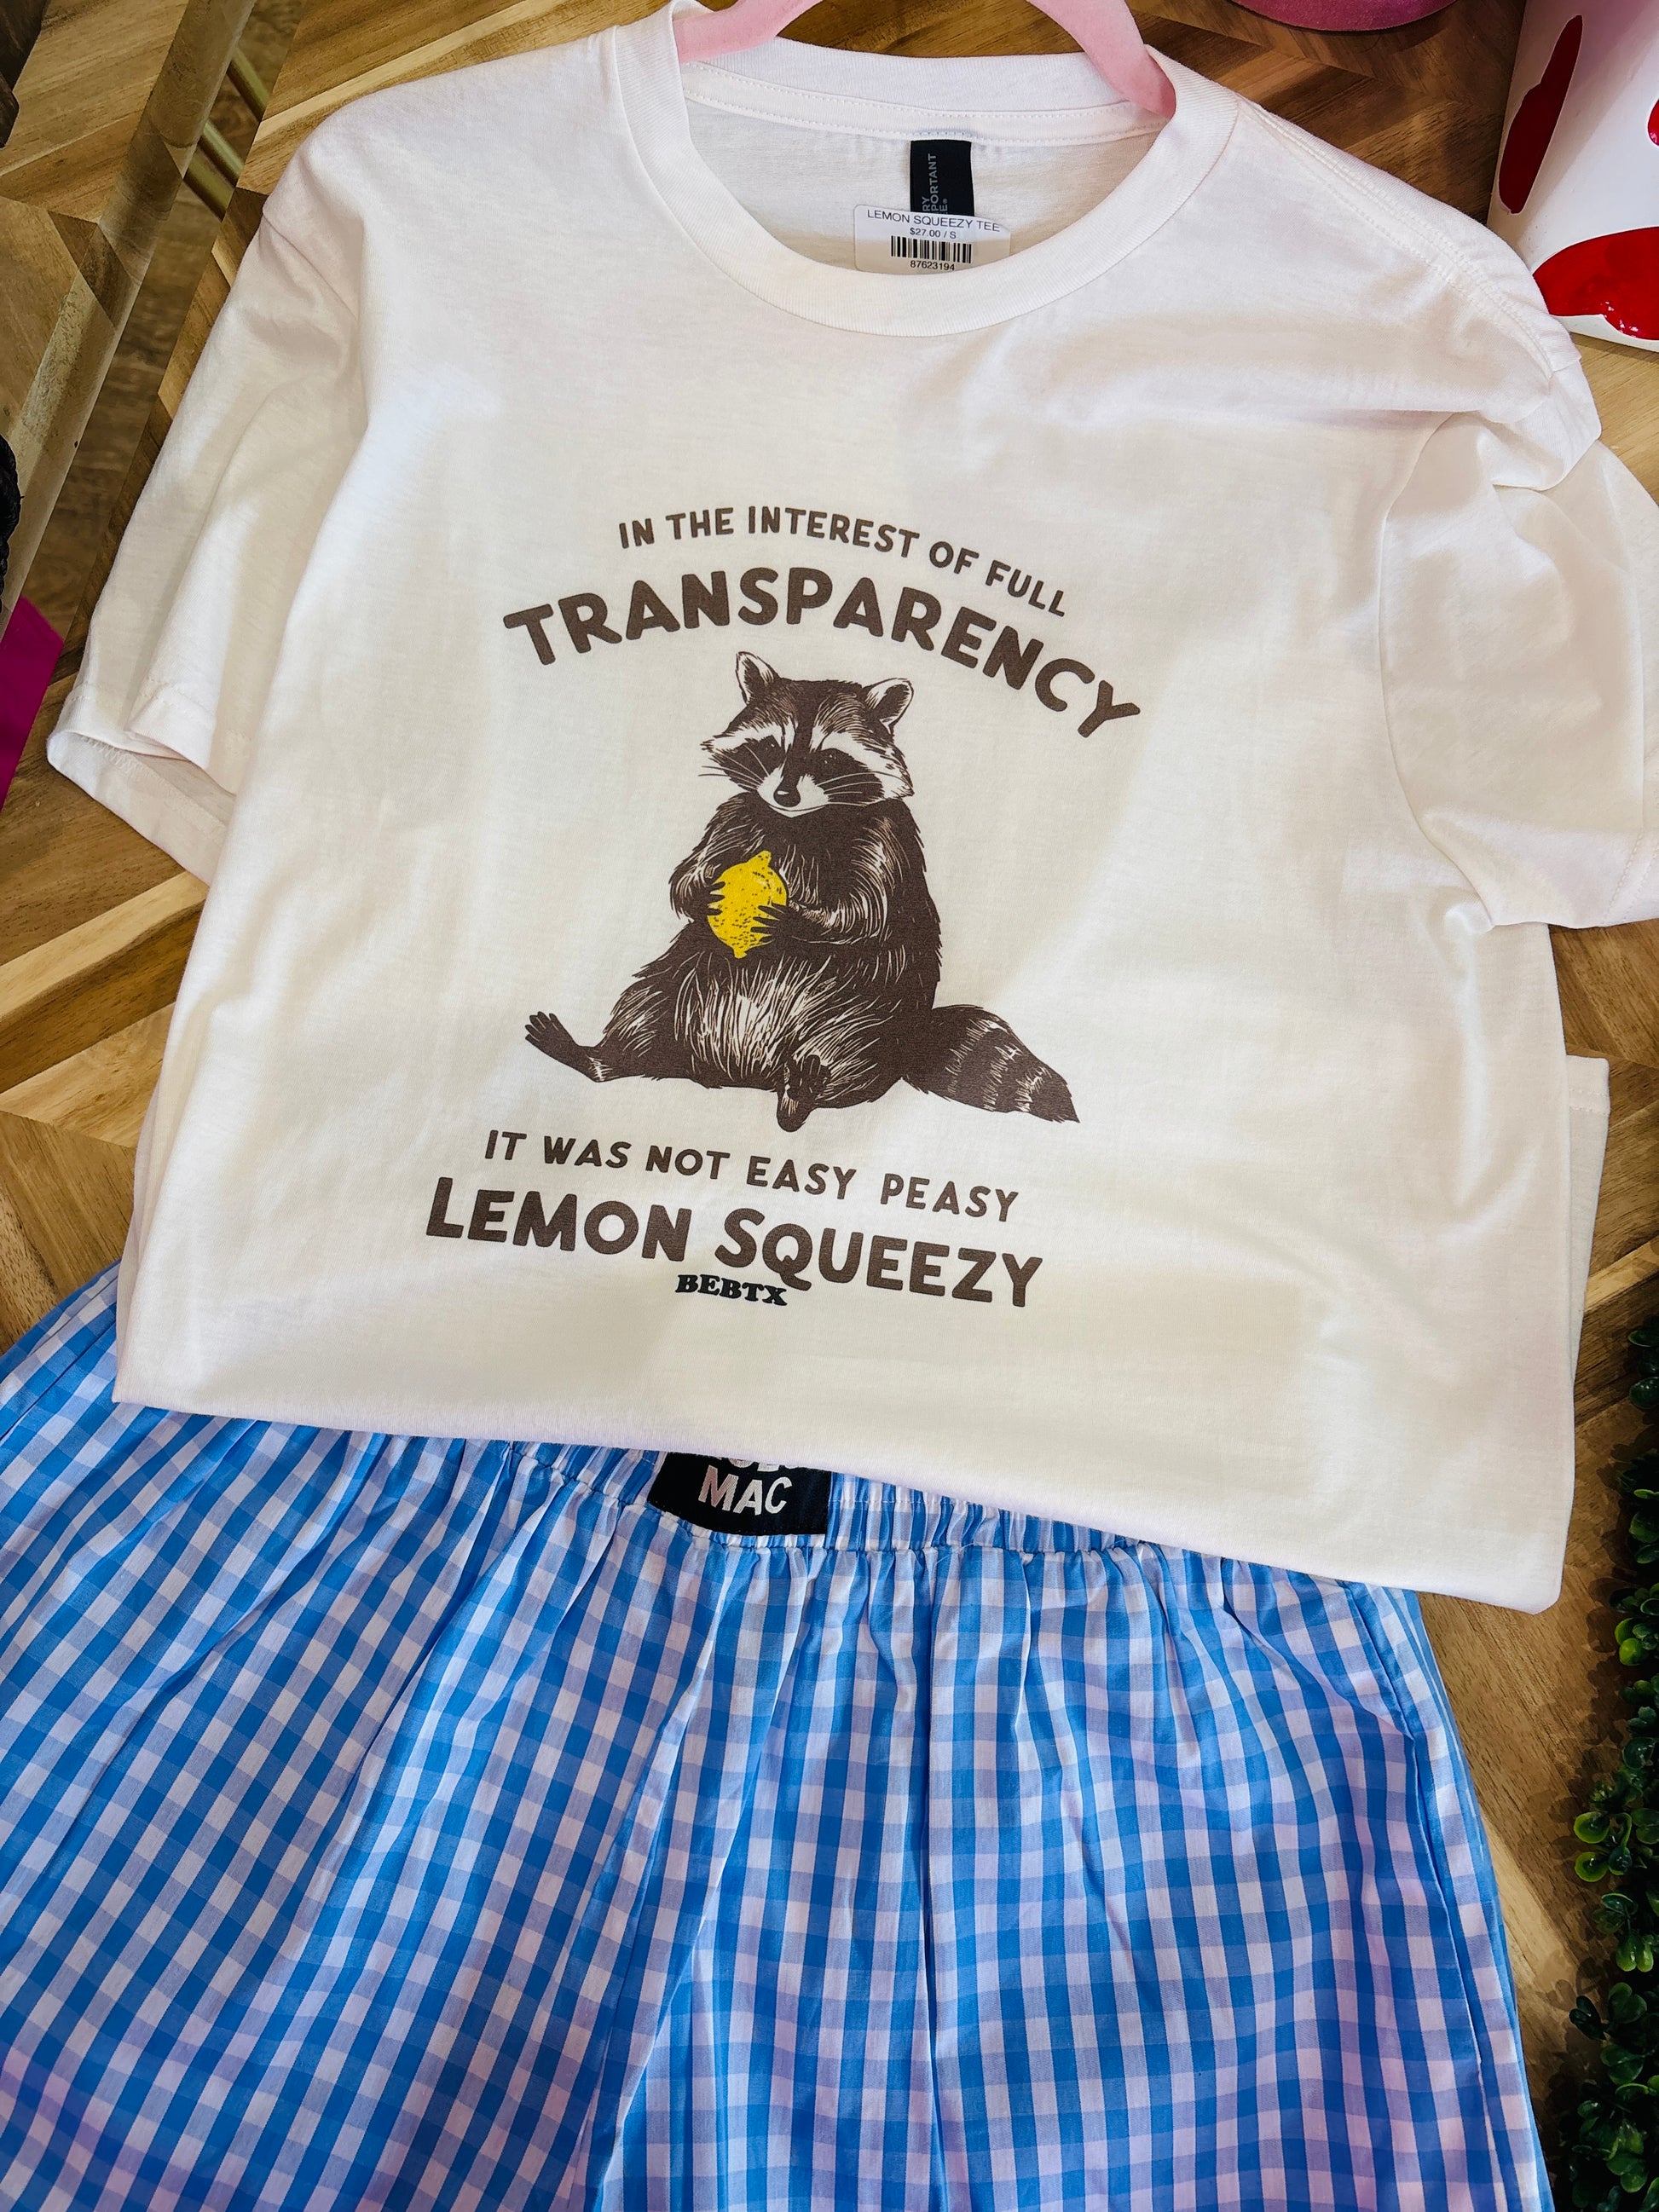 LEMON SQUEEZY TEE
$27.00 / S
87623194
IN THE INTEREST OF FULL
TRANSPARENCY
IT WAS NOT EASY PEASY
LEMON SQUEEZY
BEBTX
MAC